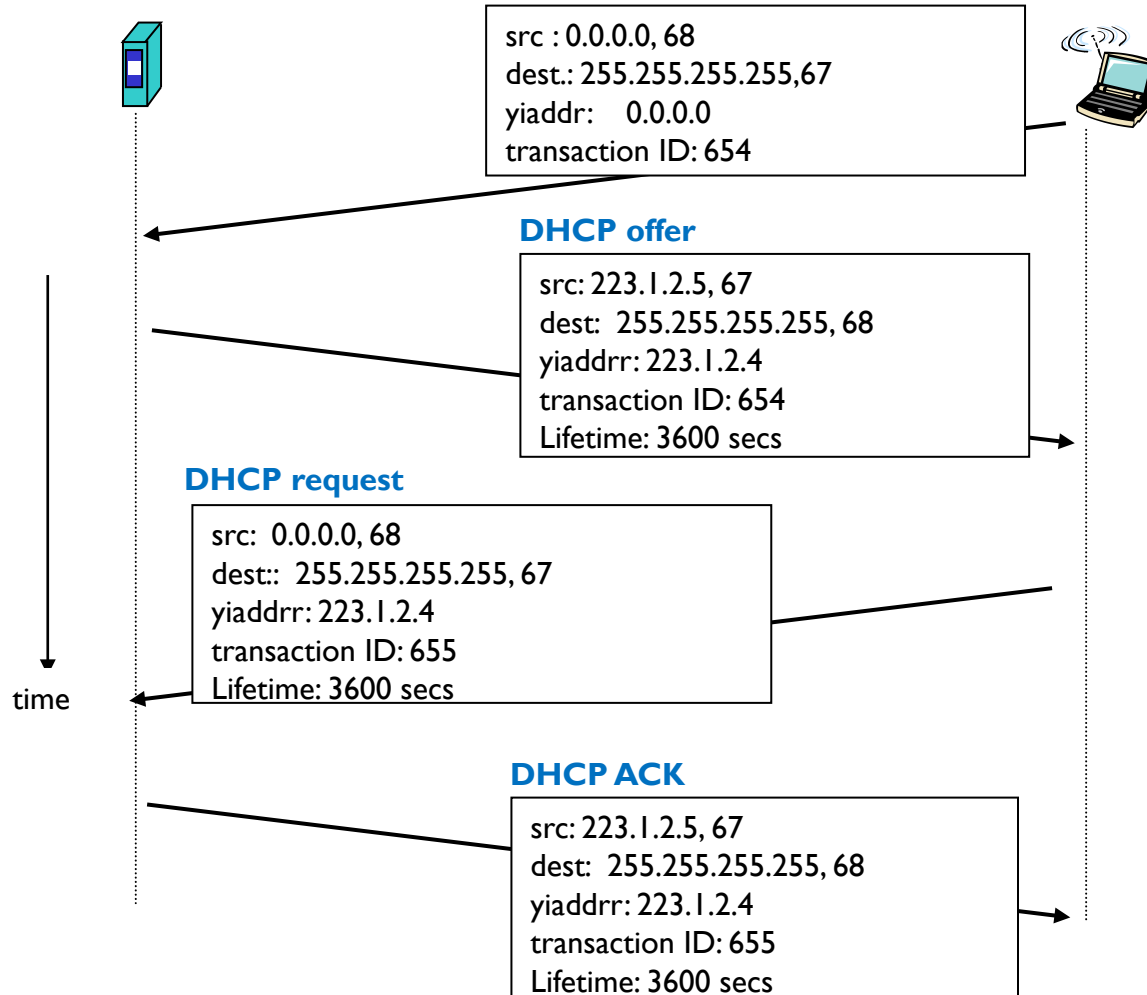 src : 0.0.0.0, 68
dest.: 255.255.255.255,67
yiaddr: 0.0.0.0
transaction ID: 654
DHCP offer
src: 223.1.2.5, 67
dest: 255.255.255.255, 68
yiaddrr: 223.1.2.4
transaction ID: 654
Lifetime: 3600 secs
DHCP request
src: 0.0.0.0, 68
dest:: 255.255.255.255, 67
yiaddrr: 223.1.2.4
transaction ID: 655
Lifetime: 3600 secs
time
DHCP ACK
src: 223.1.2.5, 67
dest: 255.255.255.255, 68
yiaddrr: 223.1.2.4
transaction ID: 655
Lifetime: 3600 secs